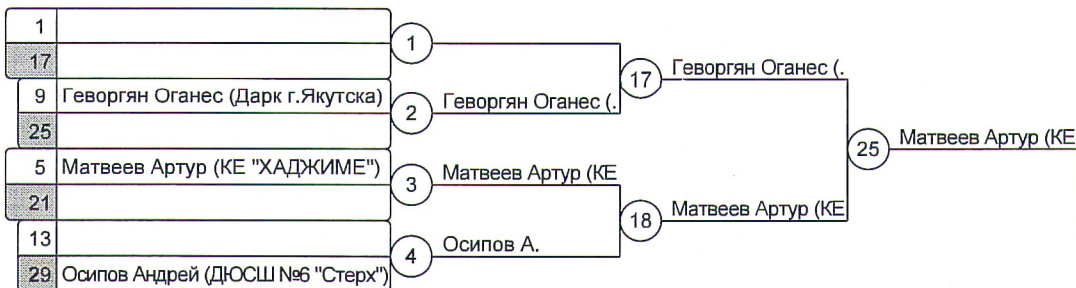 1
17
1
9 Геворгян Оганес (Дарк г.Якутска)
25
2
Геворгян Оганес (.
17
Геворгян Оганес (.
5 Матвеев Артур (КЕ "ХАДЖИМЕ")
21
3
Матвеев Артур (КЕ
13
29 Осипов Андрей (ДЮСШ №6 "Стерх")
4
Осипов А.
18
Матвеев Артур (КЕ
25
Матвеев Артур (КЕ